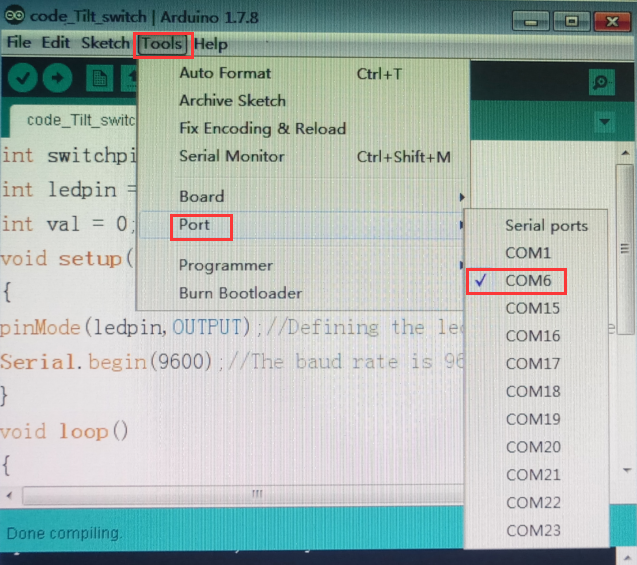 code_Tilt_switch | Arduino 1.7.8
File Edit Sketch Tools Help
code_Tilt_switc
Auto Format Ctrl+T
Archive Sketch
Fix Encoding & Reload
Serial Monitor Ctrl+Shift+M
Board
Port
Programmer
Burn Bootloader
Serial ports
COM1
COM6
COM15
COM16
COM17
COM18
COM19
COM20
COM21
COM22
COM23
int switchpi
int ledpin =
int val = 0;
void setup(
{
pinMode(ledpin,OUTPUT);//Defining the led
Serial.begin(9600);//The baud rate is 96
}
void loop()
{
Done compiling.